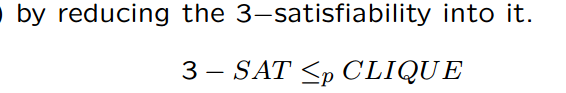 ) by reducing the 3–satisfiability into it.
3 – SAT ≤p CLIQUE